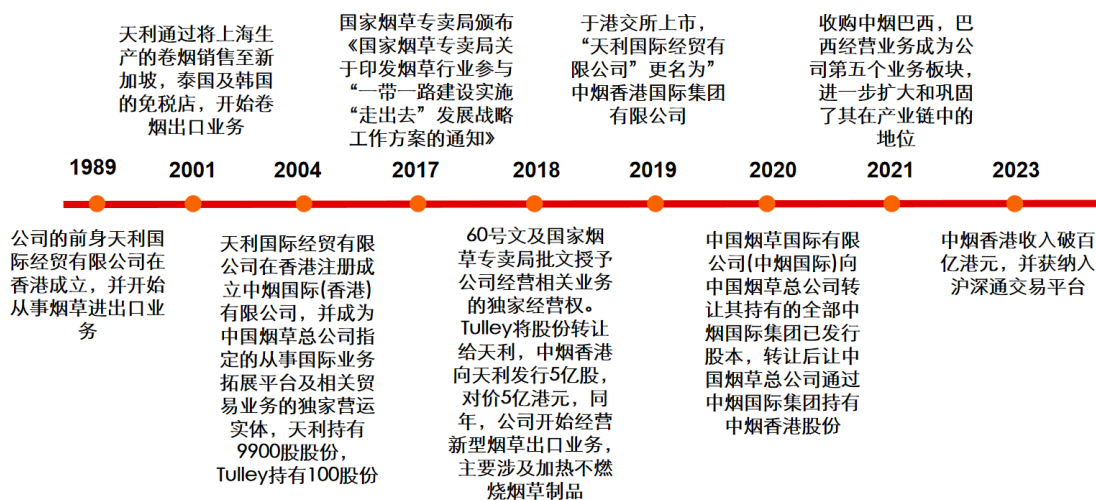 天利通过将上海生
产的卷烟销售至新
加坡，泰国及韩国
的免税店，开始卷
烟出口业务
国家烟草专卖局颁布
《国家烟草专卖局关
于印发烟草行业参与
“一带一路建设实施
“走出去”发展战略
工作方案的通知》
于港交所上市，
“天利国际经贸有
限公司”更名为”
中烟香港国际集团
有限公司
收购中烟巴西，巴
西经营业务成为公
司第五个业务板块，
进一步扩大和巩固
了其在产业链中的
地位
1989
2001
2004
2017
2018
2019
2020
2021
2023
公司的前身天利国
际经贸有限公司在
香港成立，并开始
从事烟草进出口业
务
天利国际经贸有限
公司在香港注册成
立中烟国际(香港)
有限公司，并成为
中国烟草总公司指
定的从事国际业务
拓展平台及相关贸
易业务的独家营运
实体，天利持有
9900股股份，
Tulley持有100股份
60号文及国家烟
草专卖局批文授予
公司经营相关业务
的独家经营权。
Tulley将股份转让
给天利，中烟香港
向天利发行5亿股，
对价5亿港元，同
年，公司开始经营
新型烟草出口业务，
主要涉及加热不燃
烧烟草制品
中国烟草国际有限
公司(中烟国际)向
中国烟草总公司转
让其持有的全部中
烟国际集团已发行
股本，转让后让中
国烟草总公司通过
中烟国际集团持有
中烟香港股份
中烟香港收入破百
亿港元，并获纳入
沪深通交易平台